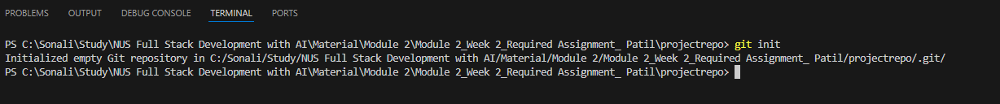 PROBLEMS OUTPUT DEBUG CONSOLE TERMINAL PORTS
PS C:\Sonali\Study\NUS Full Stack Development with AI\Material\Module 2\Module 2_Week 2_Required Assignment_ Patil\projectrepo> git init
Initialized empty Git repository in C:/Sonali/Study/NUS Full Stack Development with AI/Material/Module 2/Module 2_Week 2_Required Assignment_ Patil/projectrepo/.git/
PS C:\Sonali\Study\NUS Full Stack Development with AI\Material\Module 2\Module 2_Week 2_Required Assignment_ Patil\projectrepo>